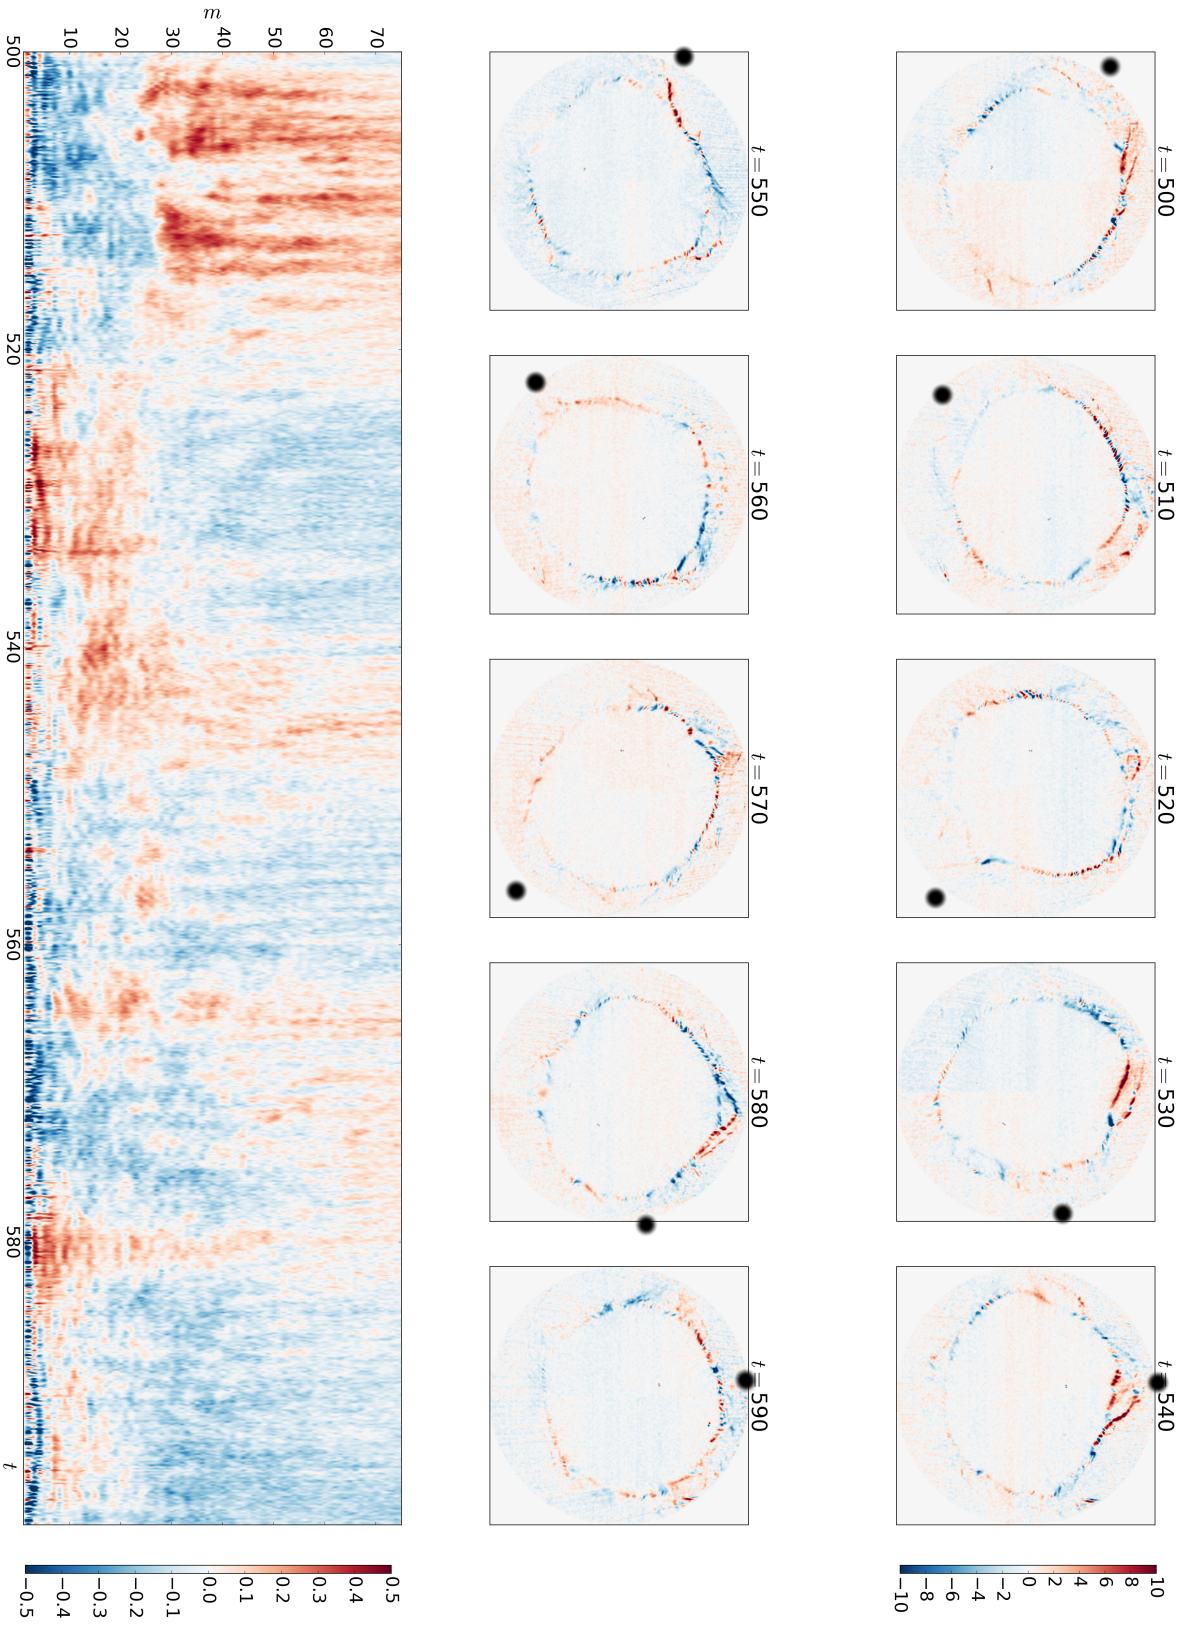 t = 500
t = 510
t = 520
t = 530
t = 540
10
8
6
4
2
0
−2
−4
−6
−8
−10
t = 550
t = 560
t = 570
t = 580
t = 590
m
70
60
50
40
30
20
10
500 520 540 560 580 t
0.5
0.4
0.3
0.2
0.1
0.0
−0.1
−0.2
−0.3
−0.4
−0.5